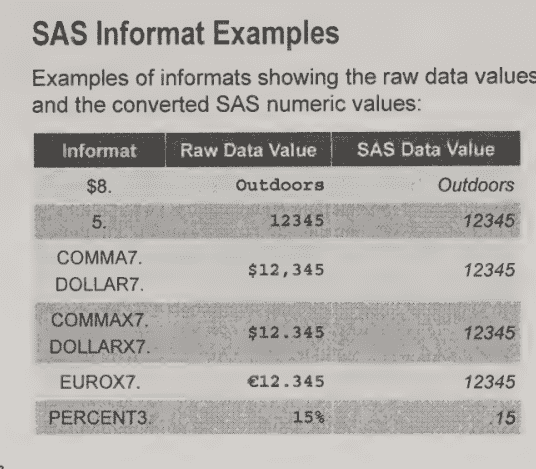 SAS Informat Examples
Examples of informats showing the raw data values
and the converted SAS numeric values:
Informat Raw Data Value SAS Data Value
$8. Outdoors Outdoors
5. 12345 12345
COMMA7.
DOLLAR7. $12,345 12345
COMMAX7.
DOLLARX7. $12.345 12345
EUROX7. €12.345 12345
PERCENT3. 15% .15